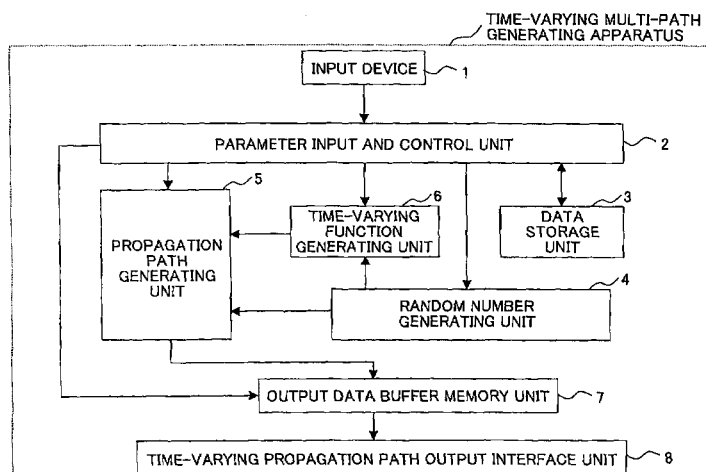 TIME-VARYING MULTI-PATH
GENERATING APPARATUS
INPUT DEVICE
1
PARAMETER INPUT AND CONTROL UNIT
2
5
6
3
PROPAGATION
PATH
GENERATING
UNIT
TIME-VARYING
FUNCTION
GENERATING UNIT
DATA
STORAGE
UNIT
4
RANDOM NUMBER
GENERATING UNIT
OUTPUT DATA BUFFER MEMORY UNIT
7
TIME-VARYING PROPAGATION PATH OUTPUT INTERFACE UNIT
8